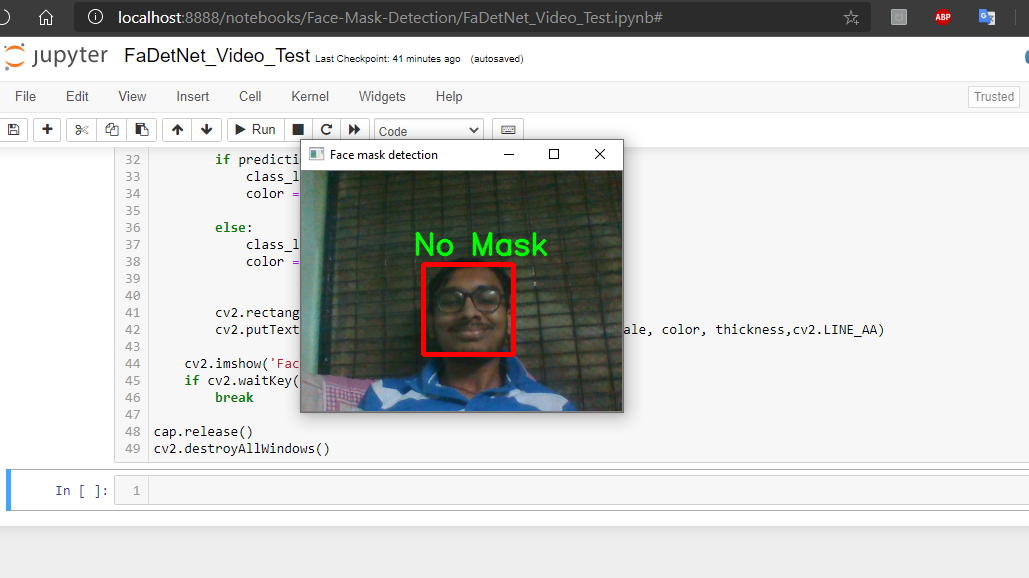 localhost:8888/notebooks/Face-Mask-Detection/FaDetNet_Video_Test.ipynb#
ABP
jupyter FaDetNet_Video_Test Last Checkpoint: 41 minutes ago (autosaved)
File Edit View Insert Cell Kernel Widgets Help Trusted
Run Code
Face mask detection
No Mask
32 if predicti
33 class_l
34 color =
35
36 else:
37 class_l
38 color =
39
40
41 cv2.rectang
42 cv2.putText ale, color, thickness,cv2.LINE_AA)
43
44 cv2.imshow('Fac
45 if cv2.waitKey(
46 break
47
48 cap.release()
49 cv2.destroyAllWindows()
In [ ]: 1